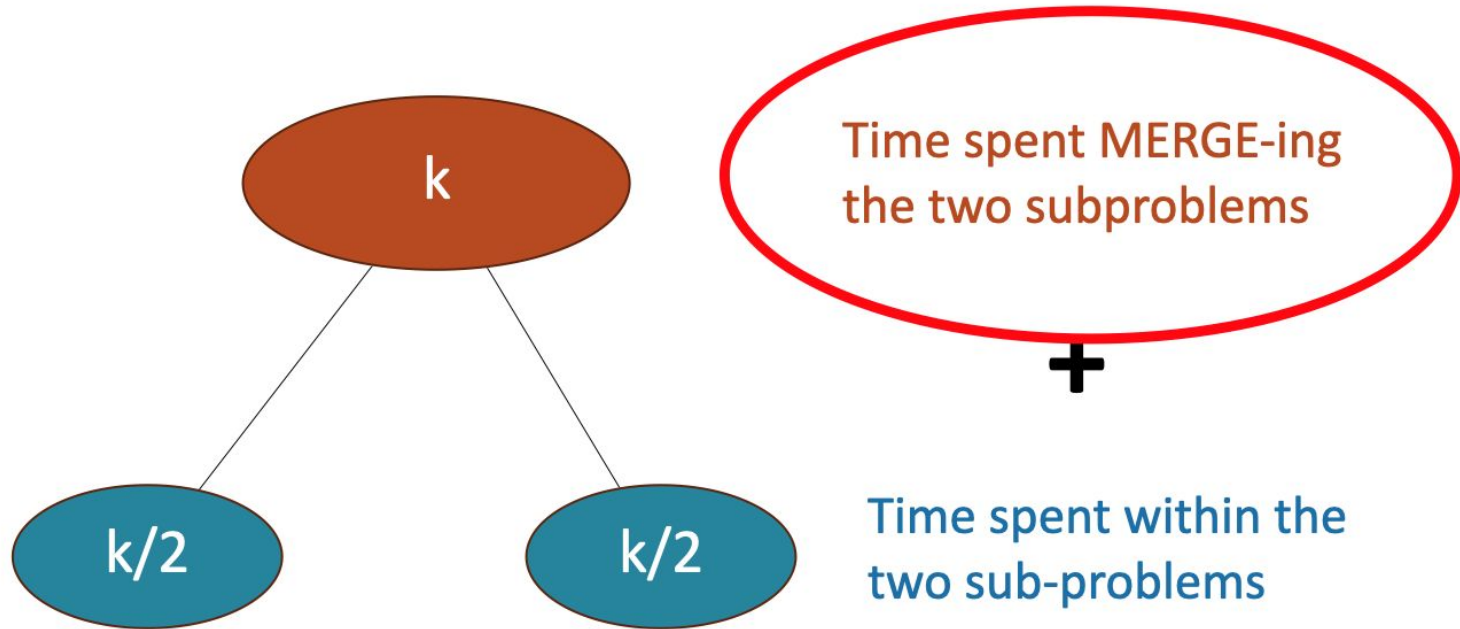 k
Time spent MERGE-ing
the two subproblems
+
k/2
k/2
Time spent within the
two sub-problems